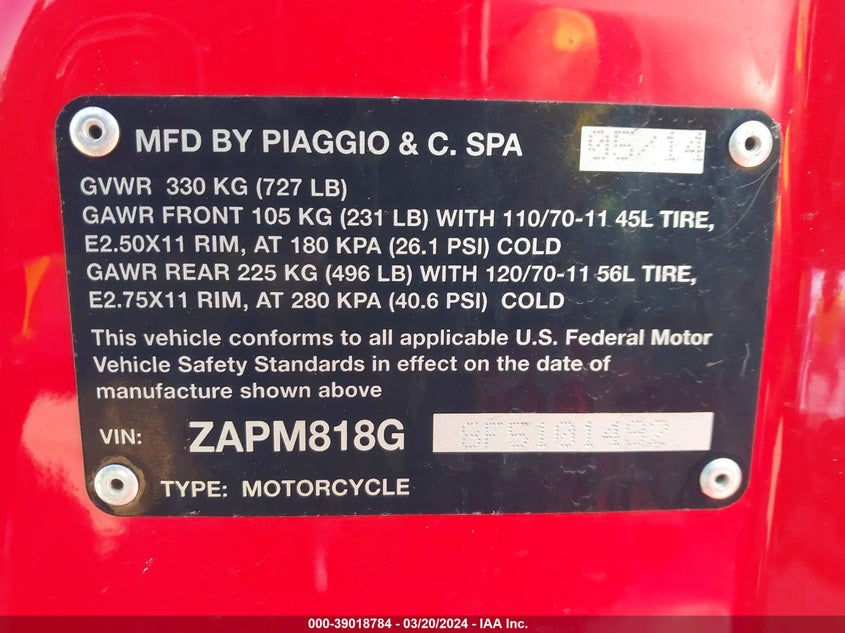 MFD BY PIAGGIO & C. SPA 05/14
GVWR 330 KG (727 LB)
GAWR FRONT 105 KG (231 LB) WITH 110/70-11 45L TIRE,
E2.50X11 RIM, AT 180 KPA (26.1 PSI) COLD
GAWR REAR 225 KG (496 LB) WITH 120/70-11 56L TIRE,
E2.75X11 RIM, AT 280 KPA (40.6 PSI) COLD
This vehicle conforms to all applicable U.S. Federal Motor
Vehicle Safety Standards in effect on the date of
manufacture shown above
VIN: ZAPM818G
TYPE: MOTORCYCLE
000-39018784 - 03/20/2024 - IAA Inc.